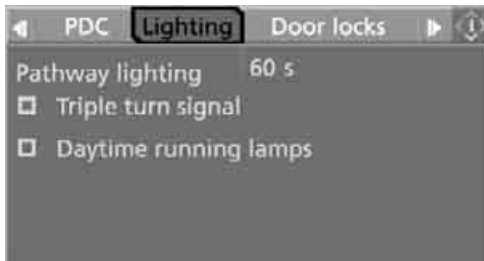 PDC Lighting Door locks
Pathway lighting 60 s
Triple turn signal
Daytime running lamps